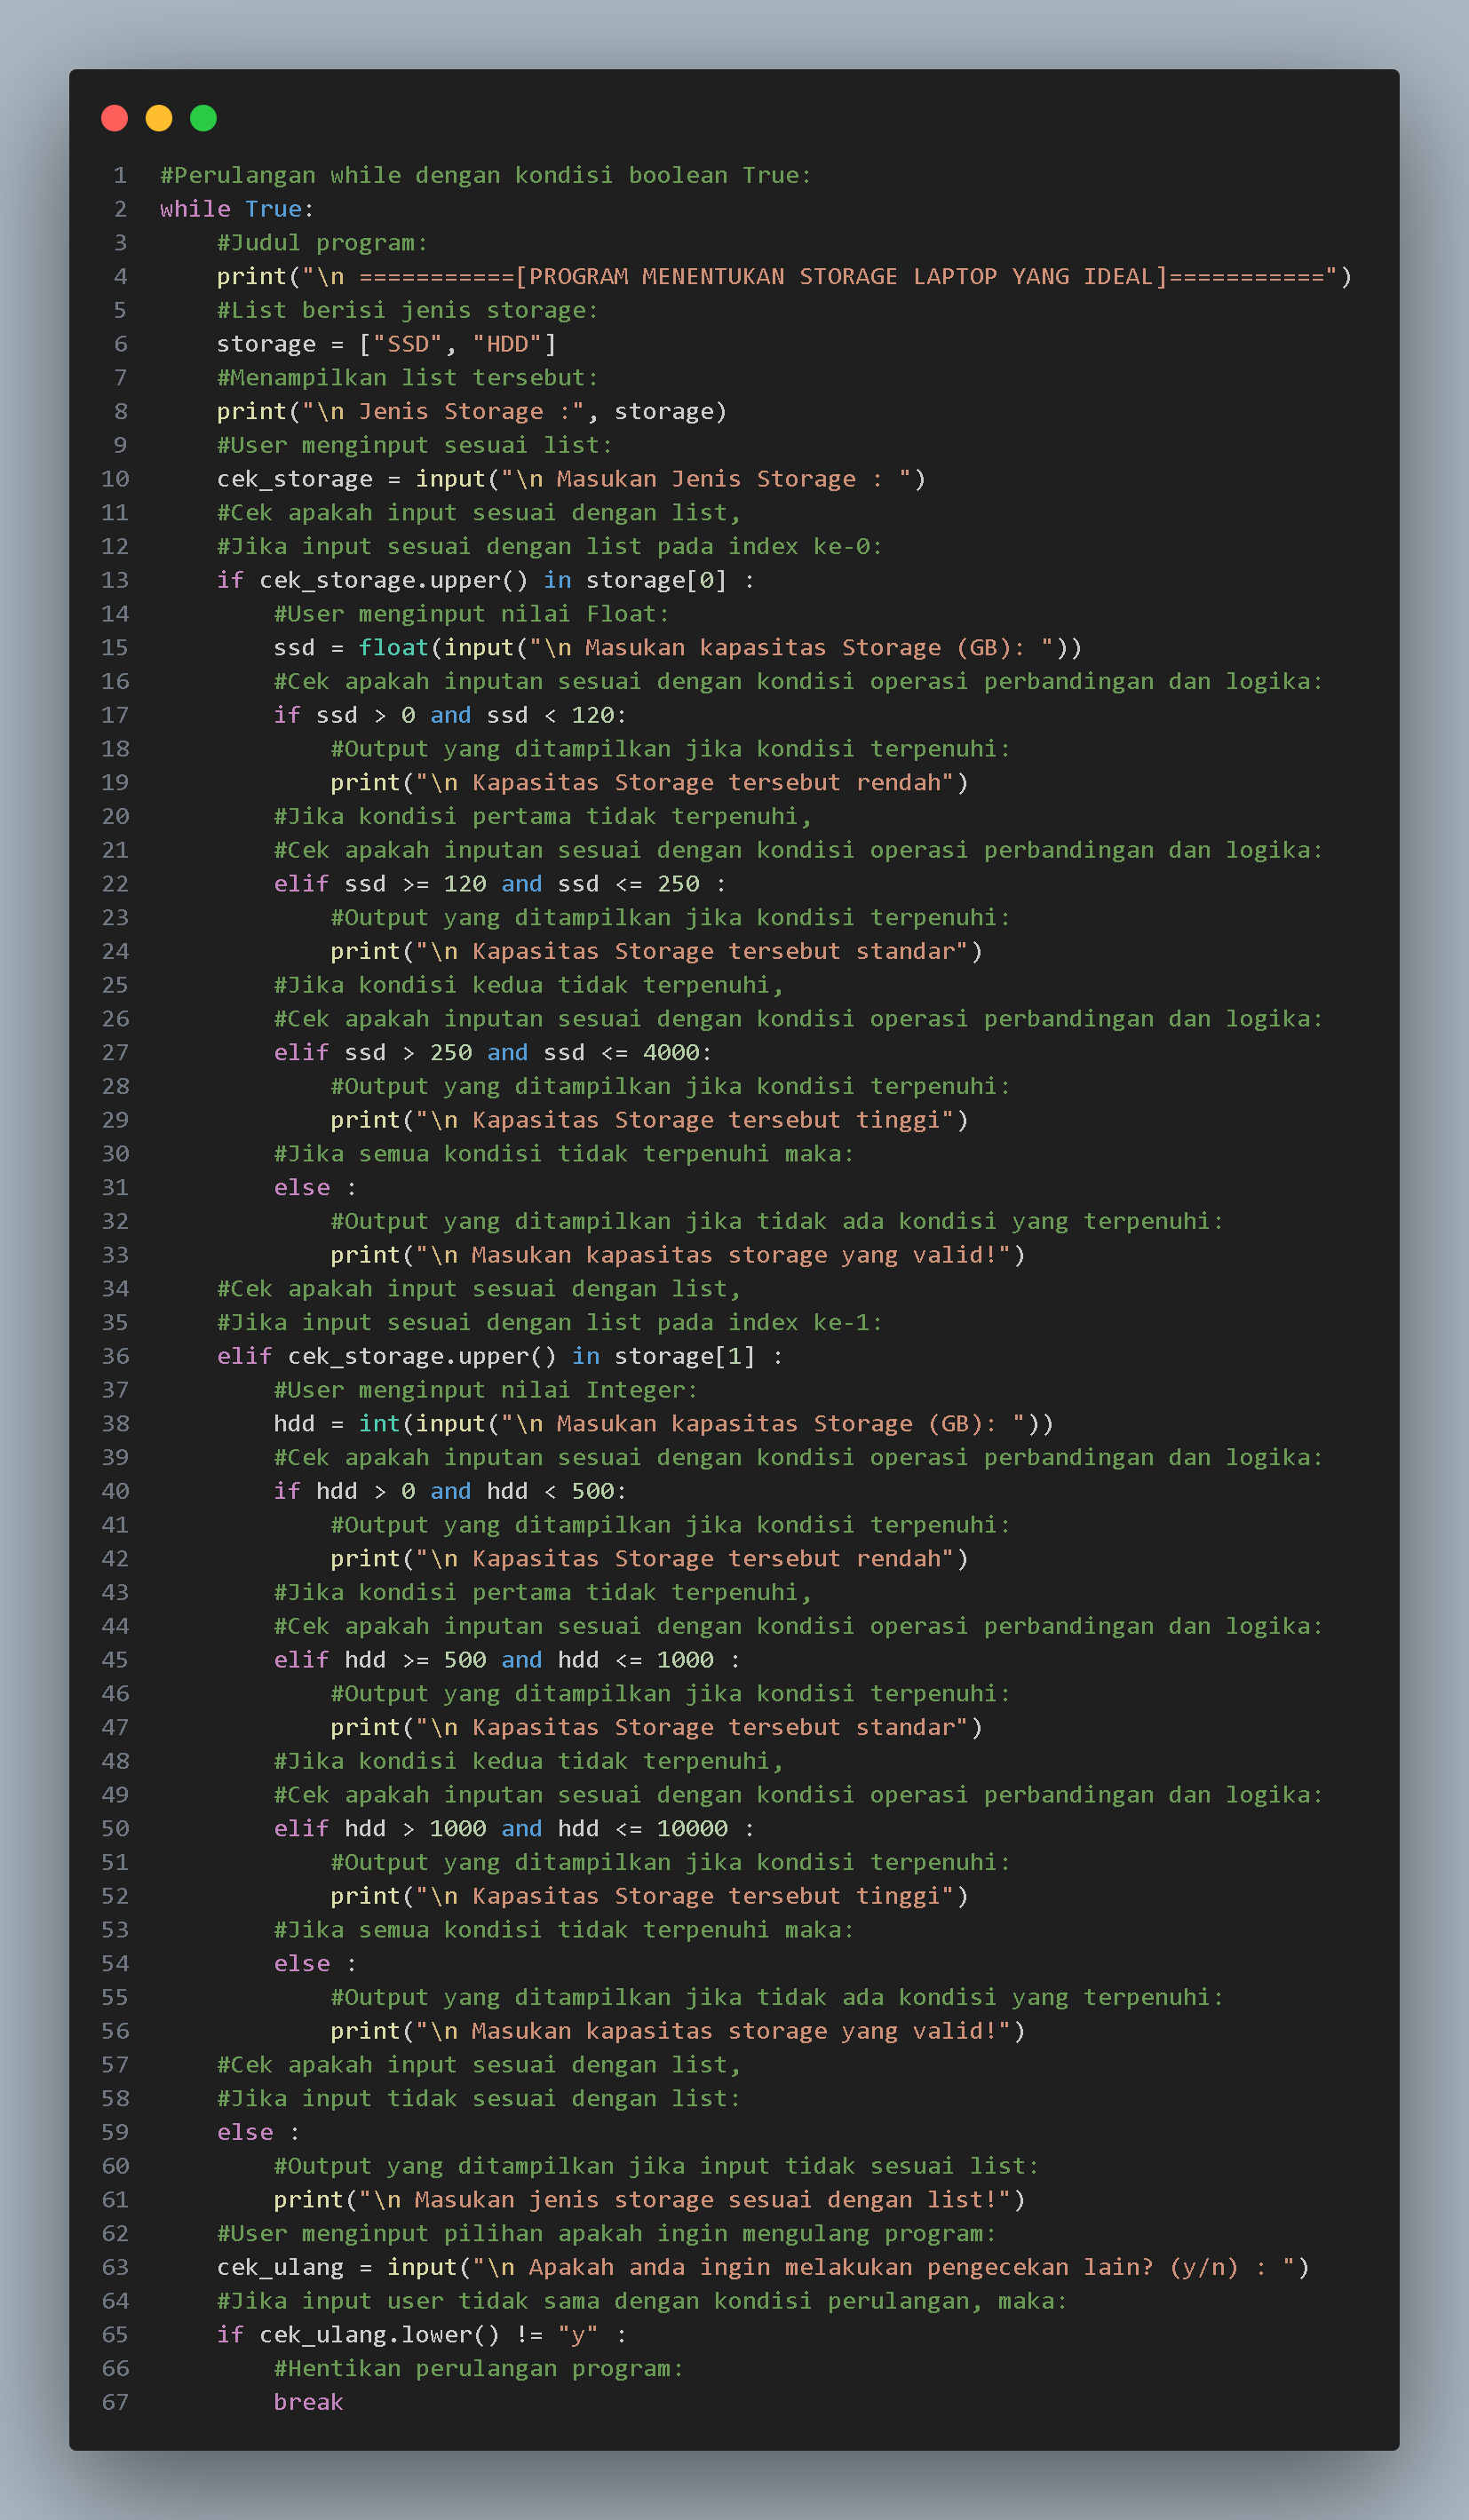 1 #Perulangan while dengan kondisi boolean True:
2 while True:
3     #Judul program:
4     print("\n ===========[PROGRAM MENENTUKAN STORAGE LAPTOP YANG IDEAL]===========")
5     #List berisi jenis storage:
6     storage = ["SSD", "HDD"]
7     #Menampilkan list tersebut:
8     print("\n Jenis Storage :", storage)
9     #User menginput sesuai list:
10     cek_storage = input("\n Masukan Jenis Storage : ")
11     #Cek apakah input sesuai dengan list,
12     #Jika input sesuai dengan list pada index ke-0:
13     if cek_storage.upper() in storage[0] :
14         #User menginput nilai Float:
15         ssd = float(input("\n Masukan kapasitas Storage (GB): "))
16         #Cek apakah inputan sesuai dengan kondisi operasi perbandingan dan logika:
17         if ssd > 0 and ssd < 120:
18             #Output yang ditampilkan jika kondisi terpenuhi:
19             print("\n Kapasitas Storage tersebut rendah")
20         #Jika kondisi pertama tidak terpenuhi,
21         #Cek apakah inputan sesuai dengan kondisi operasi perbandingan dan logika:
22         elif ssd >= 120 and ssd <= 250 :
23             #Output yang ditampilkan jika kondisi terpenuhi:
24             print("\n Kapasitas Storage tersebut standar")
25         #Jika kondisi kedua tidak terpenuhi,
26         #Cek apakah inputan sesuai dengan kondisi operasi perbandingan dan logika:
27         elif ssd > 250 and ssd <= 4000:
28             #Output yang ditampilkan jika kondisi terpenuhi:
29             print("\n Kapasitas Storage tersebut tinggi")
30         #Jika semua kondisi tidak terpenuhi maka:
31         else :
32             #Output yang ditampilkan jika tidak ada kondisi yang terpenuhi:
33             print("\n Masukan kapasitas storage yang valid!")
34     #Cek apakah input sesuai dengan list,
35     #Jika input sesuai dengan list pada index ke-1:
36     elif cek_storage.upper() in storage[1] :
37         #User menginput nilai Integer:
38         hdd = int(input("\n Masukan kapasitas Storage (GB): "))
39         #Cek apakah inputan sesuai dengan kondisi operasi perbandingan dan logika:
40         if hdd > 0 and hdd < 500:
41             #Output yang ditampilkan jika kondisi terpenuhi:
42             print("\n Kapasitas Storage tersebut rendah")
43         #Jika kondisi pertama tidak terpenuhi,
44         #Cek apakah inputan sesuai dengan kondisi operasi perbandingan dan logika:
45         elif hdd >= 500 and hdd <= 1000 :
46             #Output yang ditampilkan jika kondisi terpenuhi:
47             print("\n Kapasitas Storage tersebut standar")
48         #Jika kondisi kedua tidak terpenuhi,
49         #Cek apakah inputan sesuai dengan kondisi operasi perbandingan dan logika:
50         elif hdd > 1000 and hdd <= 10000 :
51             #Output yang ditampilkan jika kondisi terpenuhi:
52             print("\n Kapasitas Storage tersebut tinggi")
53         #Jika semua kondisi tidak terpenuhi maka:
54         else :
55             #Output yang ditampilkan jika tidak ada kondisi yang terpenuhi:
56             print("\n Masukan kapasitas storage yang valid!")
57     #Cek apakah input sesuai dengan list,
58     #Jika input tidak sesuai dengan list:
59     else :
60         #Output yang ditampilkan jika input tidak sesuai list:
61         print("\n Masukan jenis storage sesuai dengan list!")
62     #User menginput pilihan apakah ingin mengulang program:
63     cek_ulang = input("\n Apakah anda ingin melakukan pengecekan lain? (y/n) : ")
64     #Jika input user tidak sama dengan kondisi perulangan, maka:
65     if cek_ulang.lower() != "y" :
66         #Hentikan perulangan program:
67         break